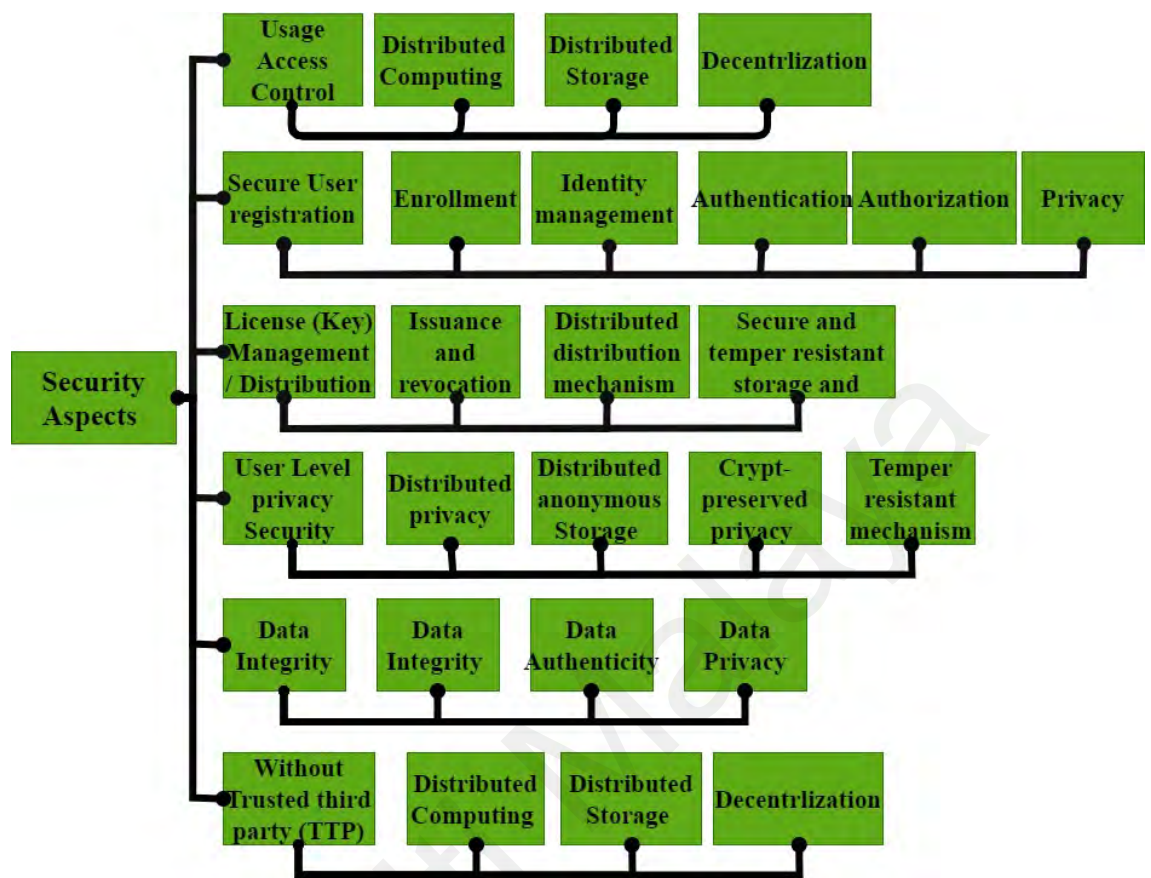 Usage
Access
Control
Distributed
Computing
Distributed
Storage
Decentrlization
Secure User
registration
Enrollment
Identity
management
Authentication
Authorization
Privacy
License (Key)
Management
/ Distribution
Issuance
and
revocation
Distributed
distribution
mechanism
Secure and
temper resistant
storage and
Security
Aspects
User Level
privacy
Security
Distributed
privacy
Distributed
anonymous
Storage
Crypt-
preserved
privacy
Temper
resistant
mechanism
Data
Integrity
Data
Integrity
Data
Authenticity
Data
Privacy
Without
Trusted third
party (TTP)
Distributed
Computing
Distributed
Storage
Decentrlization
Malaya